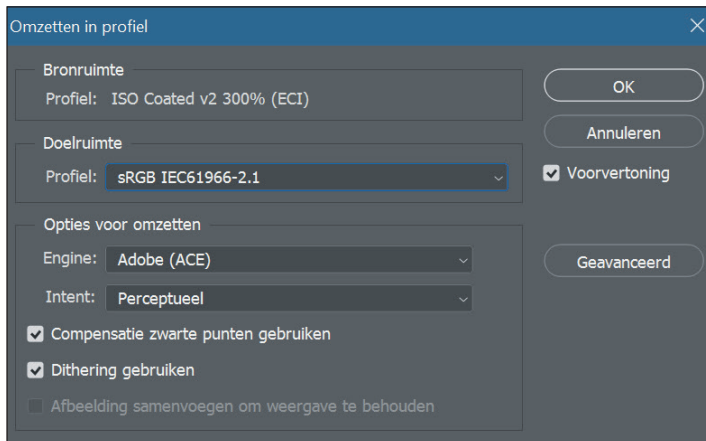 Omzetten in profiel
Bronruimte
Profiel: ISO Coated v2 300% (ECI)
OK
Annuleren
Doelruimte
Profiel: sRGB IEC61966-2.1
Voorvertoning
Opties voor omzetten
Engine: Adobe (ACE)
Geavanceerd
Intent: Perceptueel
Compensatie zwarte punten gebruiken
Dithering gebruiken
Afbeelding samenvoegen om weergave te behouden